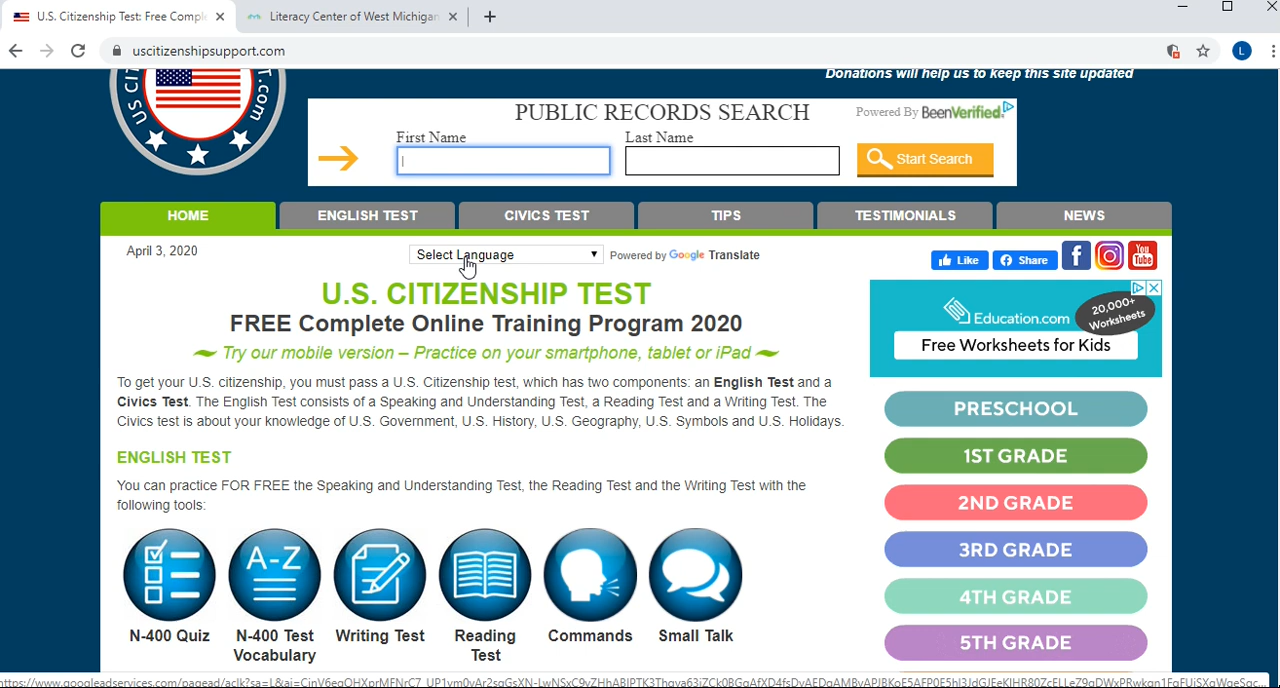 U.S. Citizenship Test: Free Comple
Literacy Center of West Michigan
uscitizenshipsupport.com
L
Donations will help us to keep this site updated
PUBLIC RECORDS SEARCH
Powered By BeenVerified
First Name
Last Name
Start Search
HOME
ENGLISH TEST
CIVICS TEST
TIPS
TESTIMONIALS
NEWS
April 3, 2020
Select Language
Powered by Google Translate
Like
Share
You Tube
U.S. CITIZENSHIP TEST
FREE Complete Online Training Program 2020
Try our mobile version – Practice on your smartphone, tablet or iPad
To get your U.S. citizenship, you must pass a U.S. Citizenship test, which has two components: an English Test and a
Civics Test. The English Test consists of a Speaking and Understanding Test, a Reading Test and a Writing Test. The
Civics test is about your knowledge of U.S. Government, U.S. History, U.S. Geography, U.S. Symbols and U.S. Holidays.
ENGLISH TEST
You can practice FOR FREE the Speaking and Understanding Test, the Reading Test and the Writing Test with the
following tools:
A-Z
N-400 Quiz
N-400 Test
Vocabulary
Writing Test
Reading
Test
Commands
Small Talk
Education.com
20,000+
Worksheets
Free Worksheets for Kids
PRESCHOOL
1ST GRADE
2ND GRADE
3RD GRADE
4TH GRADE
5TH GRADE